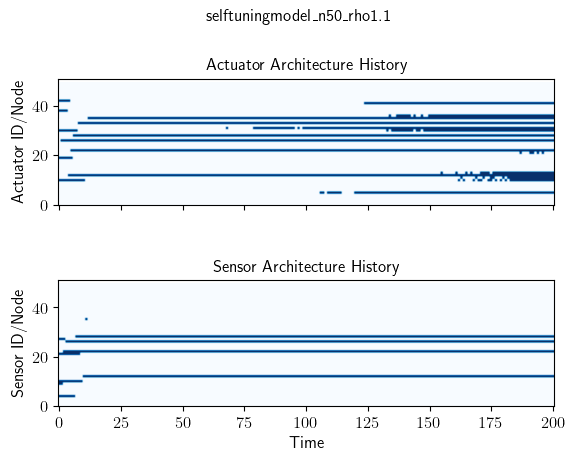 selftuningmodel_n50_rho1.1
Actuator Architecture History
Actuator ID/Node
40
20
0
Sensor Architecture History
Sensor ID/Node
40
20
0
0 25 50 75 100 125 150 175 200
Time